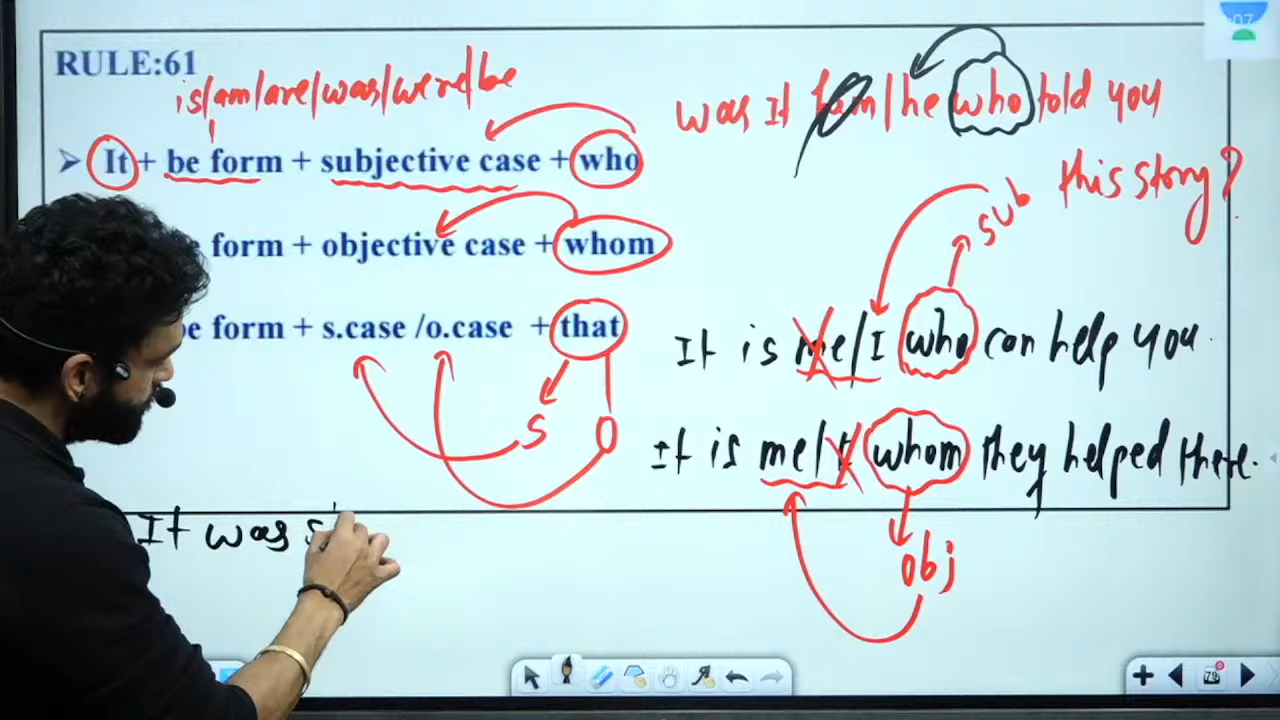 RULE:61
is/am/are/was/were/be
It + be form + subjective case + who
form + objective case + whom
be form + s.case /o.case + that
S
O
It was s
was It he who told you
this story?
sub
It is me/I who can help you.
It is me/I whom they helped there.
obj
79
07